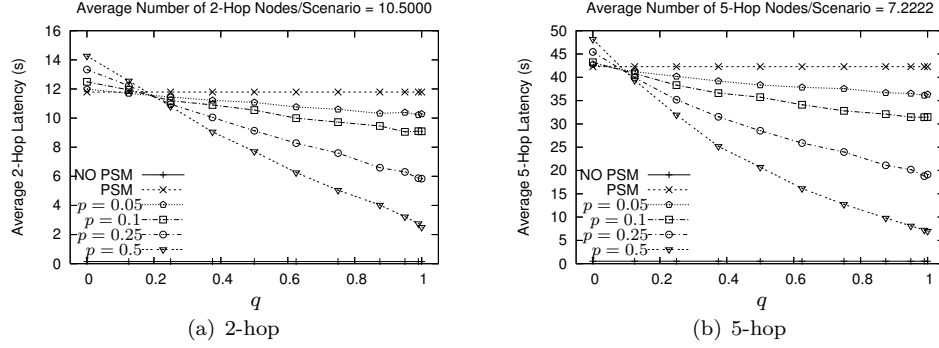 Average Number of 2-Hop Nodes/Scenario = 10.5000
Average 2-Hop Latency (s)
16
14
12
10
8
6
4
2
0
NO PSM
PSM
p = 0.05
p = 0.1
p = 0.25
p = 0.5
0 0.2 0.4 0.6 0.8 1
q
(a) 2-hop
Average Number of 5-Hop Nodes/Scenario = 7.2222
Average 5-Hop Latency (s)
50
45
40
35
30
25
20
15
10
5
0
NO PSM
PSM
p = 0.05
p = 0.1
p = 0.25
p = 0.5
0 0.2 0.4 0.6 0.8 1
q
(b) 5-hop